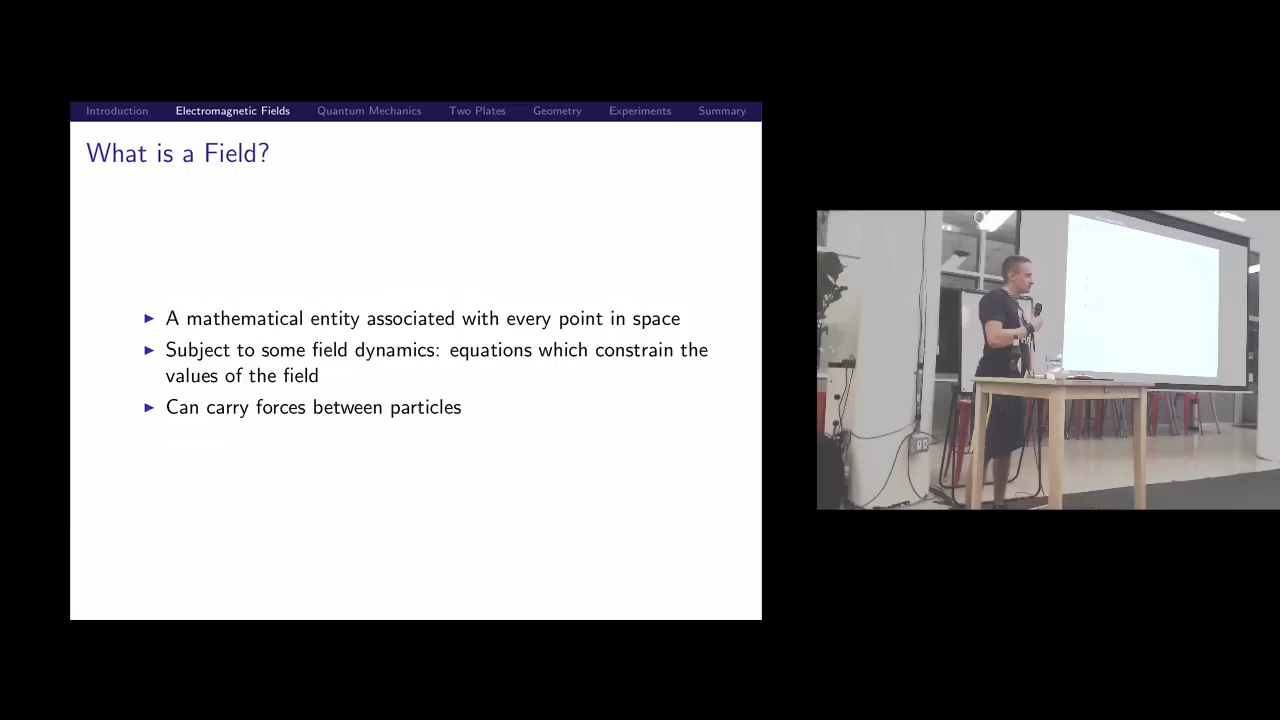 Introduction Electromagnetic Fields Quantum Mechanics Two Plates Geometry Experiments Summary
What is a Field?
A mathematical entity associated with every point in space
Subject to some field dynamics: equations which constrain the
values of the field
Can carry forces between particles